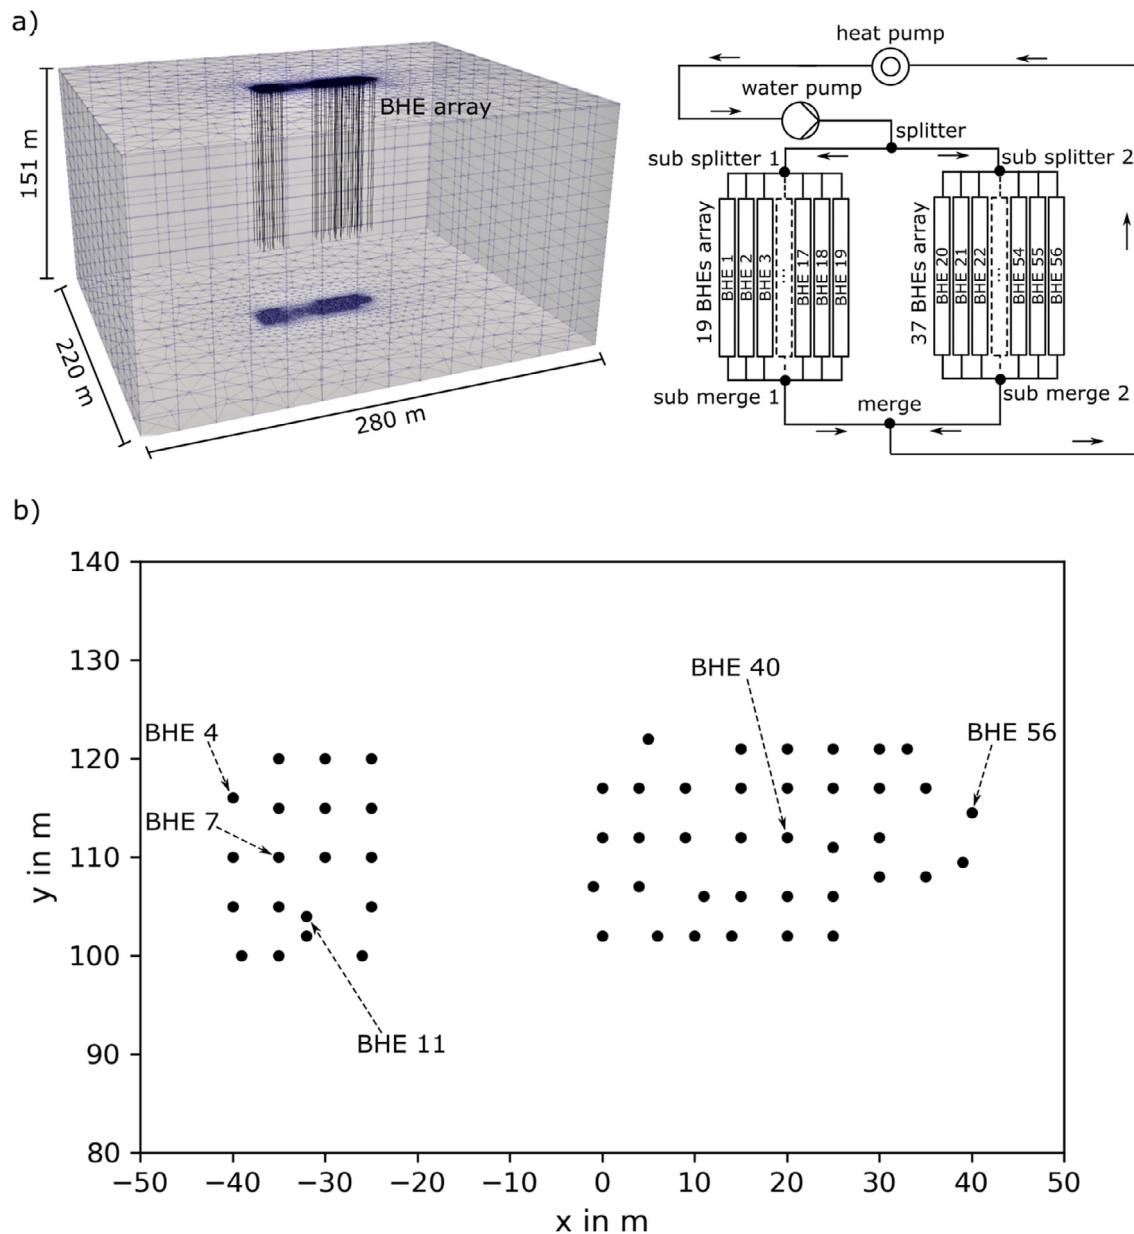 a)
151 m
220 m
280 m
BHE array
heat pump
water pump
splitter
sub splitter 1
sub splitter 2
19 BHEs array
BHE 1
BHE 2
BHE 3
...
BHE 17
BHE 18
BHE 19
37 BHEs array
BHE 20
BHE 21
BHE 22
...
BHE 54
BHE 55
BHE 56
sub merge 1
merge
sub merge 2
b)
140
130
120
110
100
90
80
y in m
BHE 40
BHE 4
BHE 56
BHE 7
BHE 11
−50 −40 −30 −20 −10 0 10 20 30 40 50
x in m